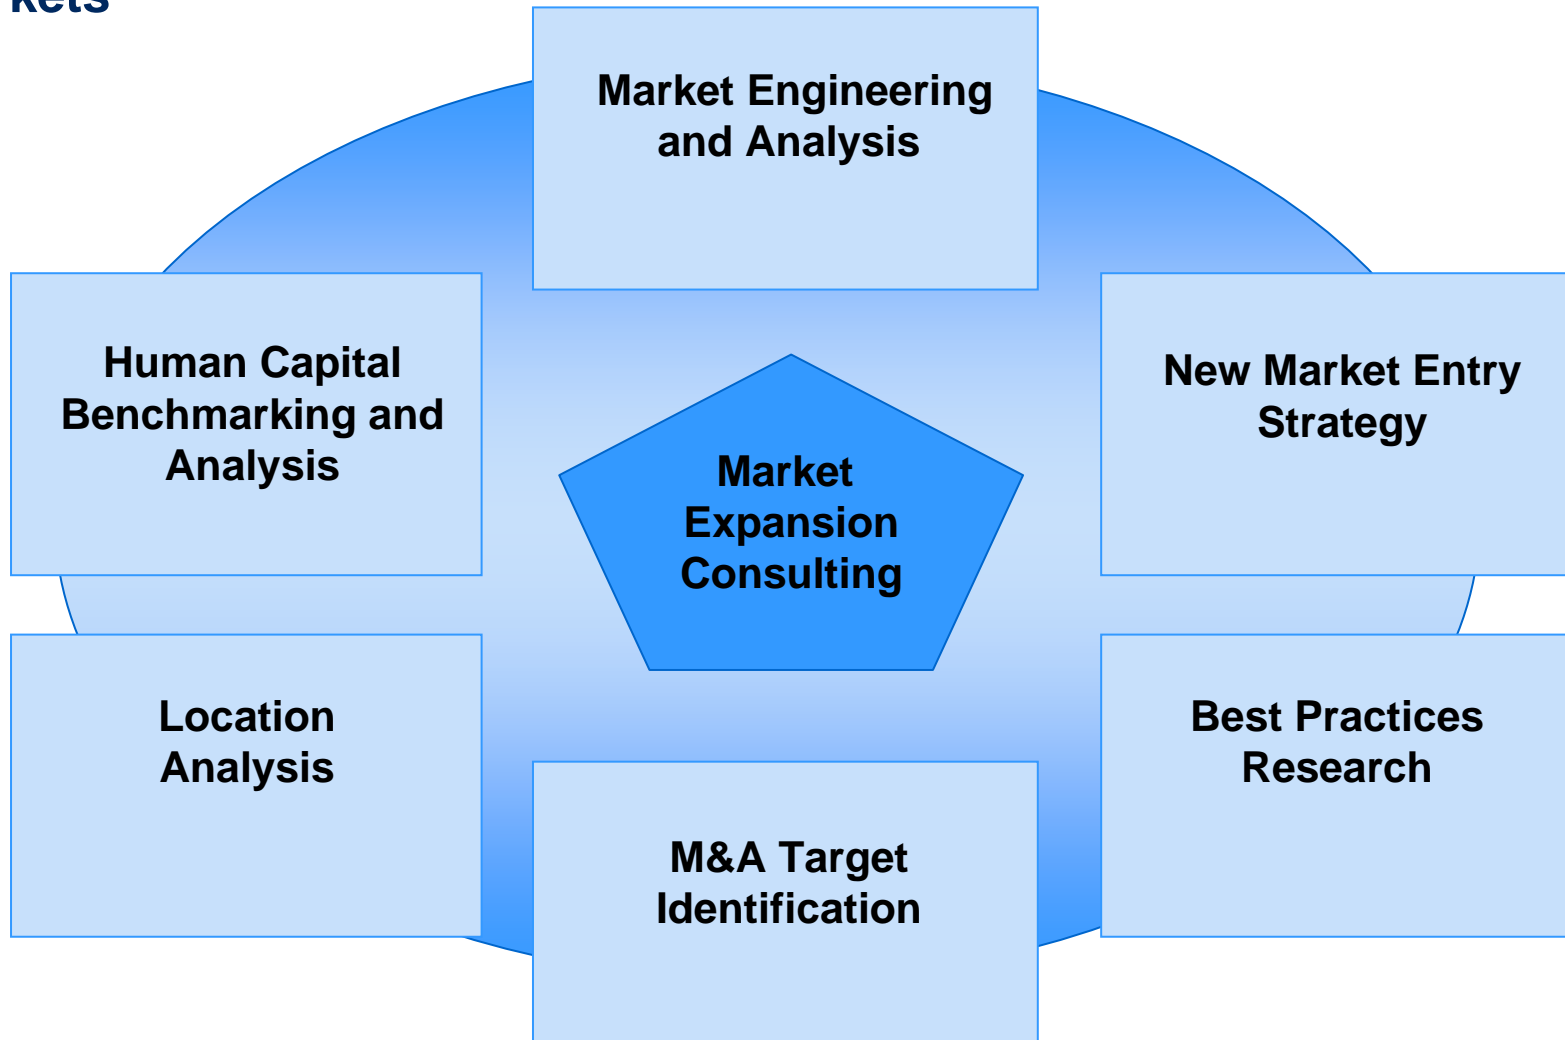 kets
Market Engineering
and Analysis
Human Capital
Benchmarking and
Analysis
New Market Entry
Strategy
Market
Expansion
Consulting
Location
Analysis
Best Practices
Research
M&A Target
Identification